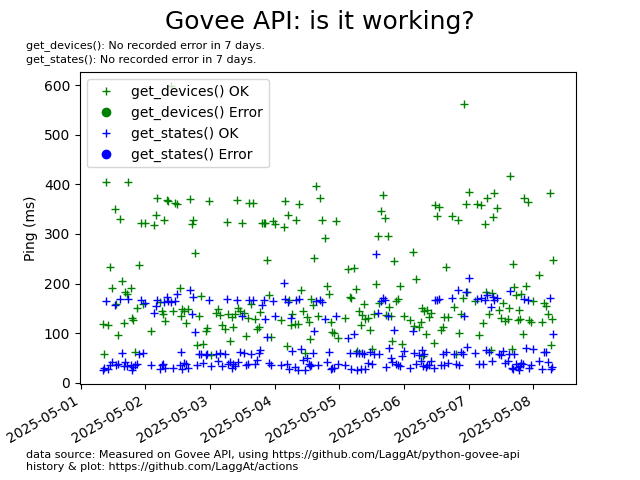 Govee API: is it working?
get_devices(): No recorded error in 7 days.
get_states(): No recorded error in 7 days.
get_devices() OK
get_devices() Error
get_states() OK
get_states() Error
Ping (ms)
600
500
400
300
200
100
0
2025-05-01
2025-05-02
2025-05-03
2025-05-04
2025-05-05
2025-05-06
2025-05-07
2025-05-08
data source: Measured on Govee API, using https://github.com/LaggAt/python-govee-api
history & plot: https://github.com/LaggAt/actions